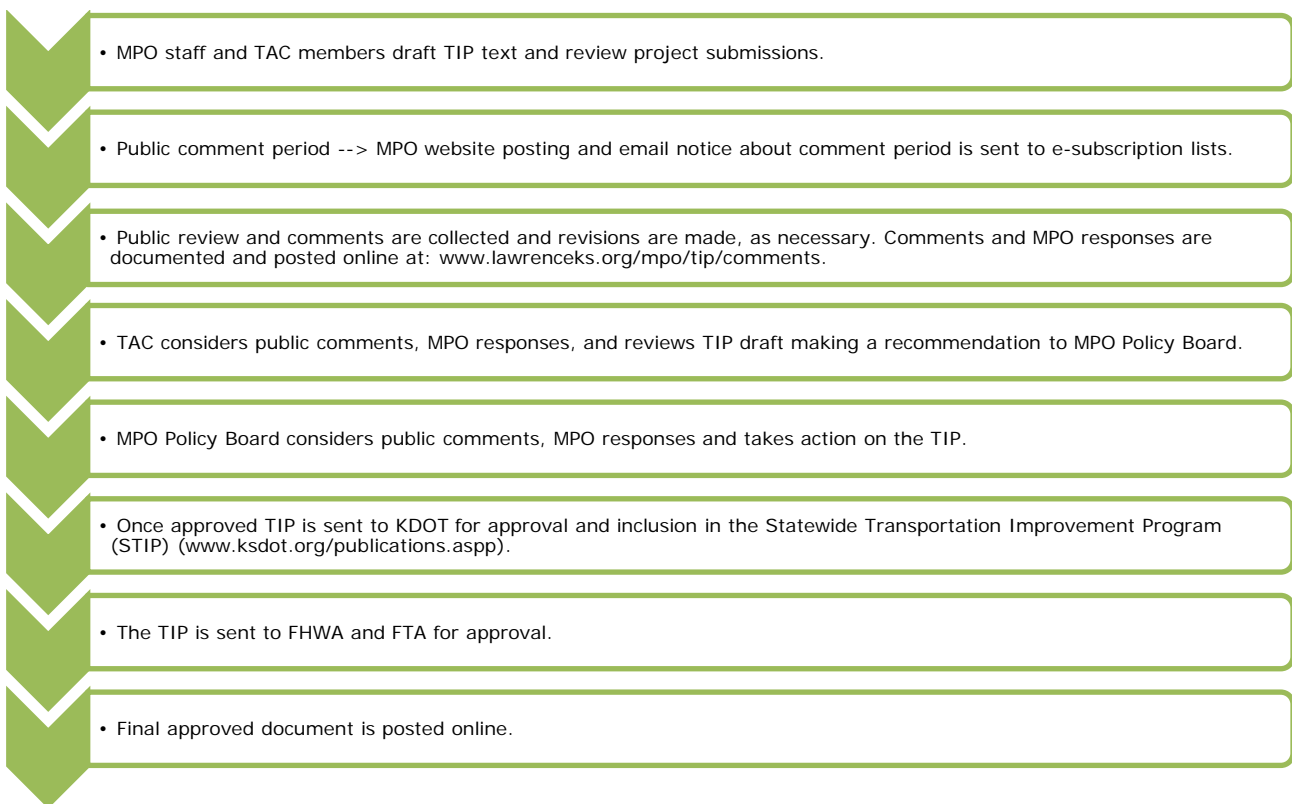 • MPO staff and TAC members draft TIP text and review project submissions.
• Public comment period --> MPO website posting and email notice about comment period is sent to e-subscription lists.
• Public review and comments are collected and revisions are made, as necessary. Comments and MPO responses are
documented and posted online at: www.lawrenceks.org/mpo/tip/comments.
• TAC considers public comments, MPO responses, and reviews TIP draft making a recommendation to MPO Policy Board.
• MPO Policy Board considers public comments, MPO responses and takes action on the TIP.
• Once approved TIP is sent to KDOT for approval and inclusion in the Statewide Transportation Improvement Program
(STIP) (www.ksdot.org/publications.aspp).
• The TIP is sent to FHWA and FTA for approval.
• Final approved document is posted online.